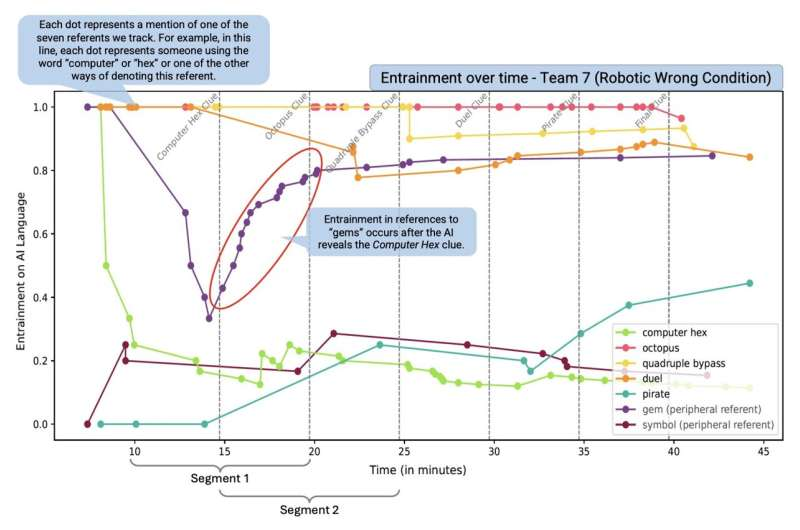 Each dot represents a mention of one of the
seven referents we track. For example, in this
line, each dot represents someone using the
word “computer” or “hex” or one of the other
ways of denoting this referent.
Entrainment over time - Team 7 (Robotic Wrong Condition)
1.0
0.8
0.6
0.4
0.2
0.0
Entrainment on AI Language
Computer Hex Clue
Octopus Clue
Quadruple Bypass Clue
Duel Clue
Pirate Clue
Final Clue
Entrainment in references to
“gems” occurs after the AI
reveals the Computer Hex clue.
computer hex
octopus
quadruple bypass
duel
pirate
gem (peripheral referent)
symbol (peripheral referent)
10
15
20
25
30
35
40
45
Time (in minutes)
Segment 1
Segment 2